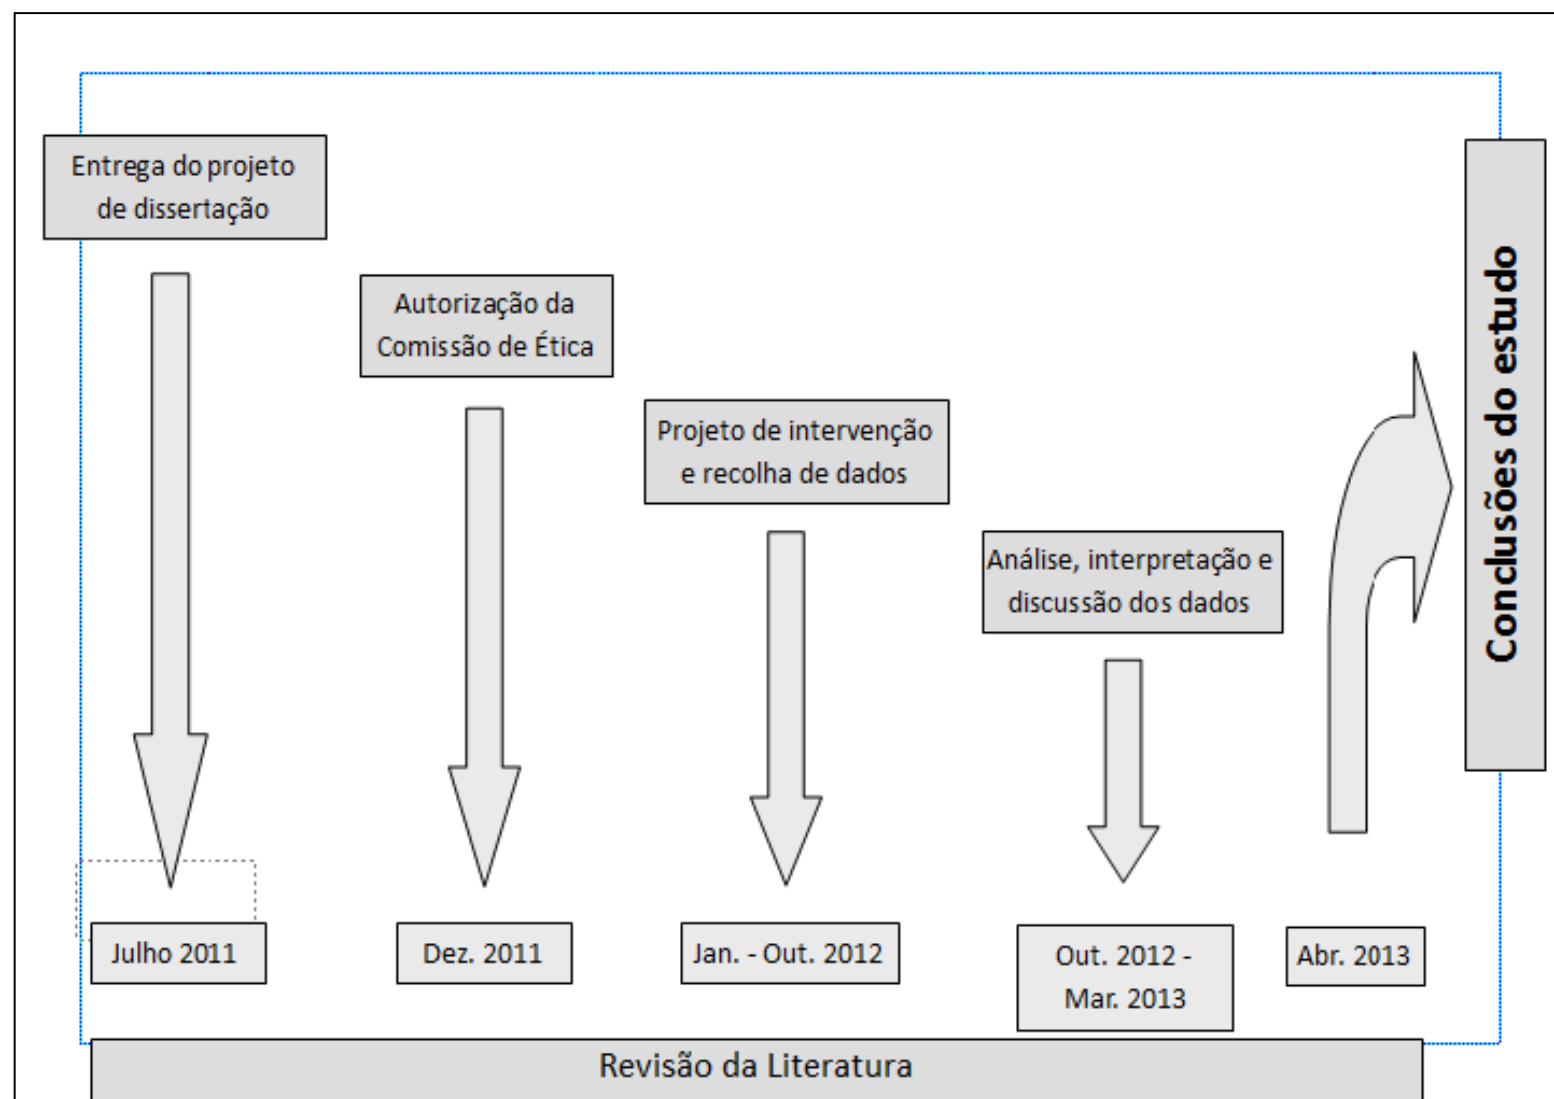 Entrega do projeto
de dissertação
Autorização da
Comissão de Ética
Projeto de intervenção
e recolha de dados
Análise, interpretação e
discussão dos dados
Conclusões do estudo
Julho 2011
Dez. 2011
Jan. - Out. 2012
Out. 2012 -
Mar. 2013
Abr. 2013
Revisão da Literatura